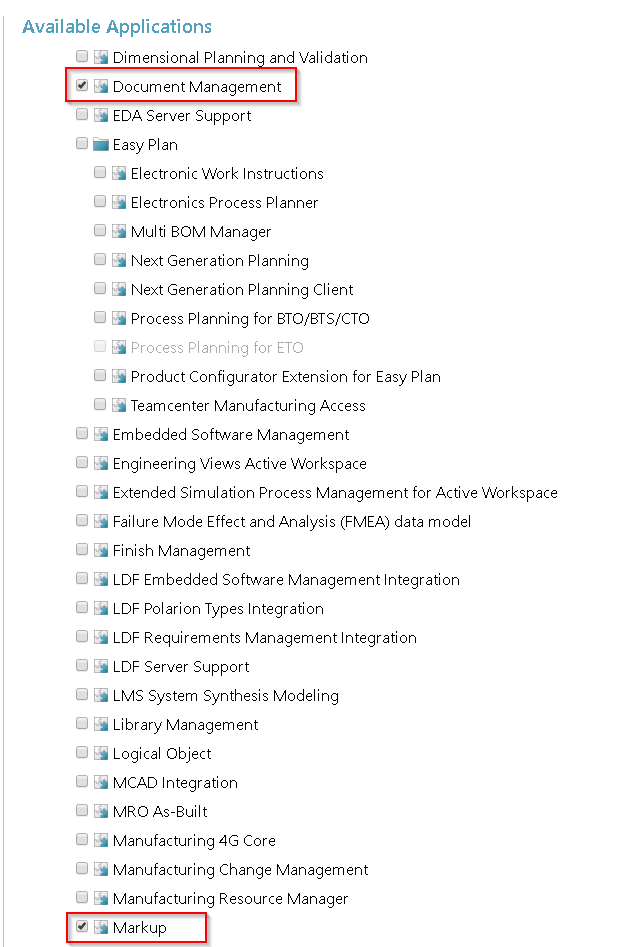 Available Applications
Dimensional Planning and Validation
Document Management
EDA Server Support
Easy Plan
Electronic Work Instructions
Electronics Process Planner
Multi BOM Manager
Next Generation Planning
Next Generation Planning Client
Process Planning for BTO/BTS/CTO
Process Planning for ETO
Product Configurator Extension for Easy Plan
Teamcenter Manufacturing Access
Embedded Software Management
Engineering Views Active Workspace
Extended Simulation Process Management for Active Workspace
Failure Mode Effect and Analysis (FMEA) data model
Finish Management
LDF Embedded Software Management Integration
LDF Polarion Types Integration
LDF Requirements Management Integration
LDF Server Support
LMS System Synthesis Modeling
Library Management
Logical Object
MCAD Integration
MRO As-Built
Manufacturing 4G Core
Manufacturing Change Management
Manufacturing Resource Manager
Markup